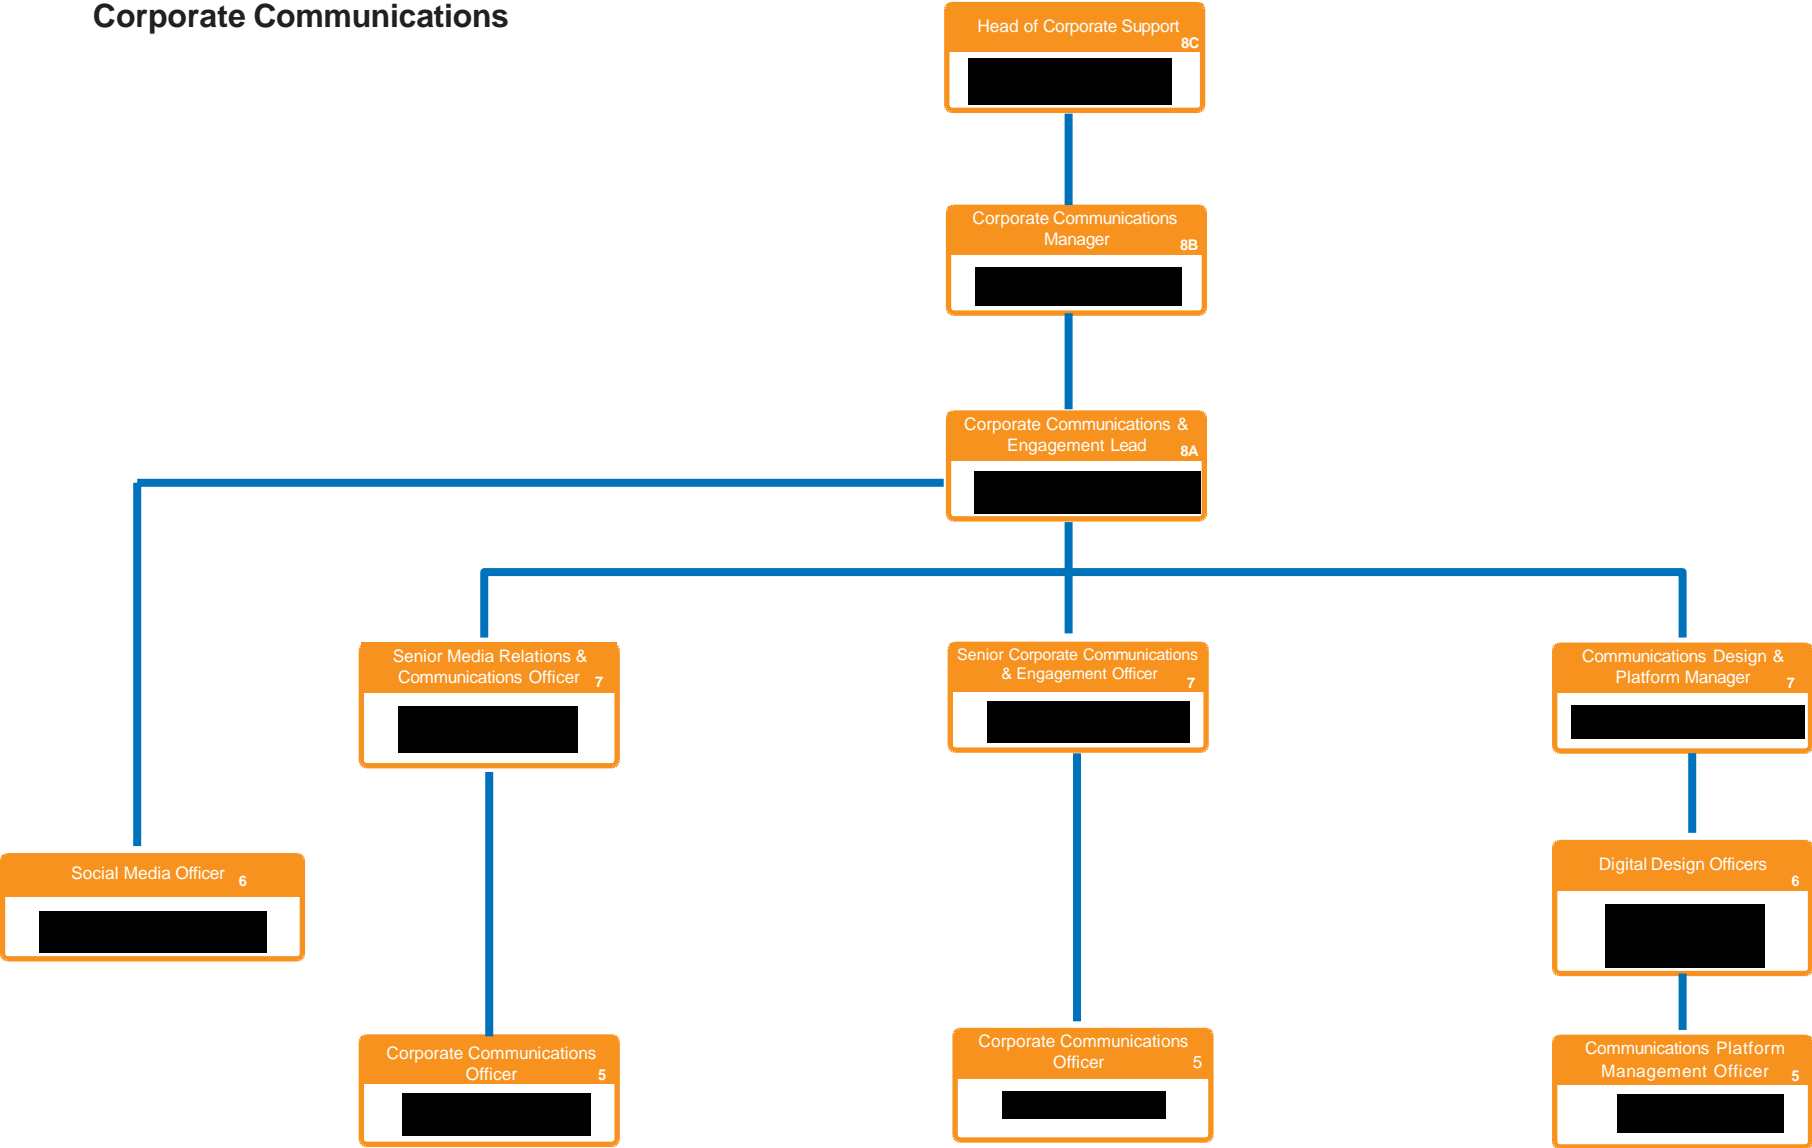 Corporate Communications
Head of Corporate Support
8C
Corporate Communications
Manager 8B
Corporate Communications &
Engagement Lead 8A
Senior Media Relations &
Communications Officer 7
Senior Corporate Communications
& Engagement Officer 7
Communications Design &
Platform Manager 7
Social Media Officer 6
Digital Design Officers
6
Corporate Communications
Officer 5
Corporate Communications
Officer 5
Communications Platform
Management Officer 5